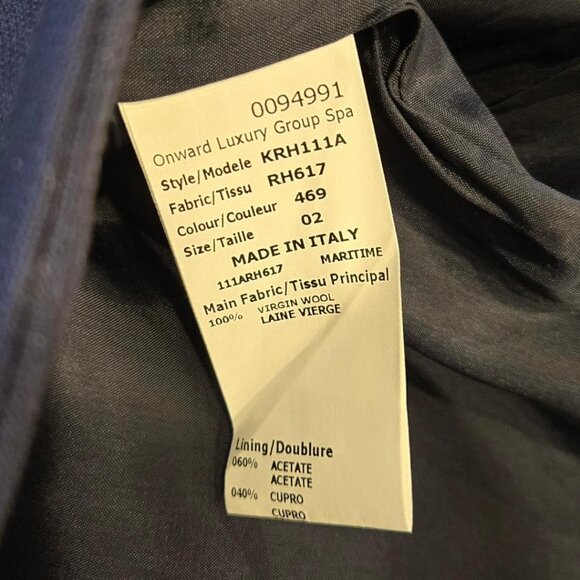 0094991
Onward Luxury Group Spa
Style/Modele KRH111A
Fabric/Tissu RH617
Colour/Couleur 469
Size/Taille 02
MADE IN ITALY
111ARH617 MARITIME
Main Fabric/Tissu Principal
100% VIRGIN WOOL
LAINE VIERGE
Lining/Doublure
060% ACETATE
ACETATE
040% CUPRO
CUPRO